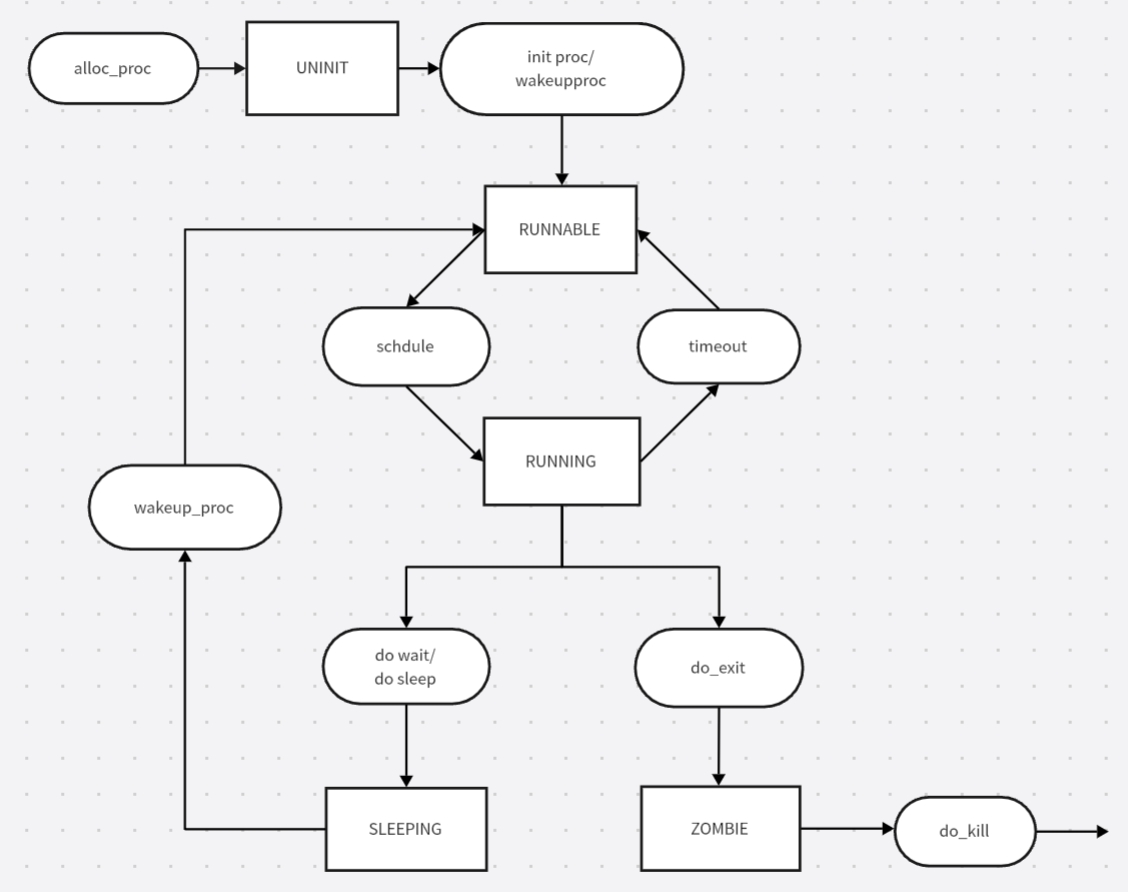 alloc_proc
UNINIT
init proc/
wakeupproc
RUNNABLE
schdule
timeout
RUNNING
wakeup_proc
do wait/
do sleep
do_exit
SLEEPING
ZOMBIE
do_kill